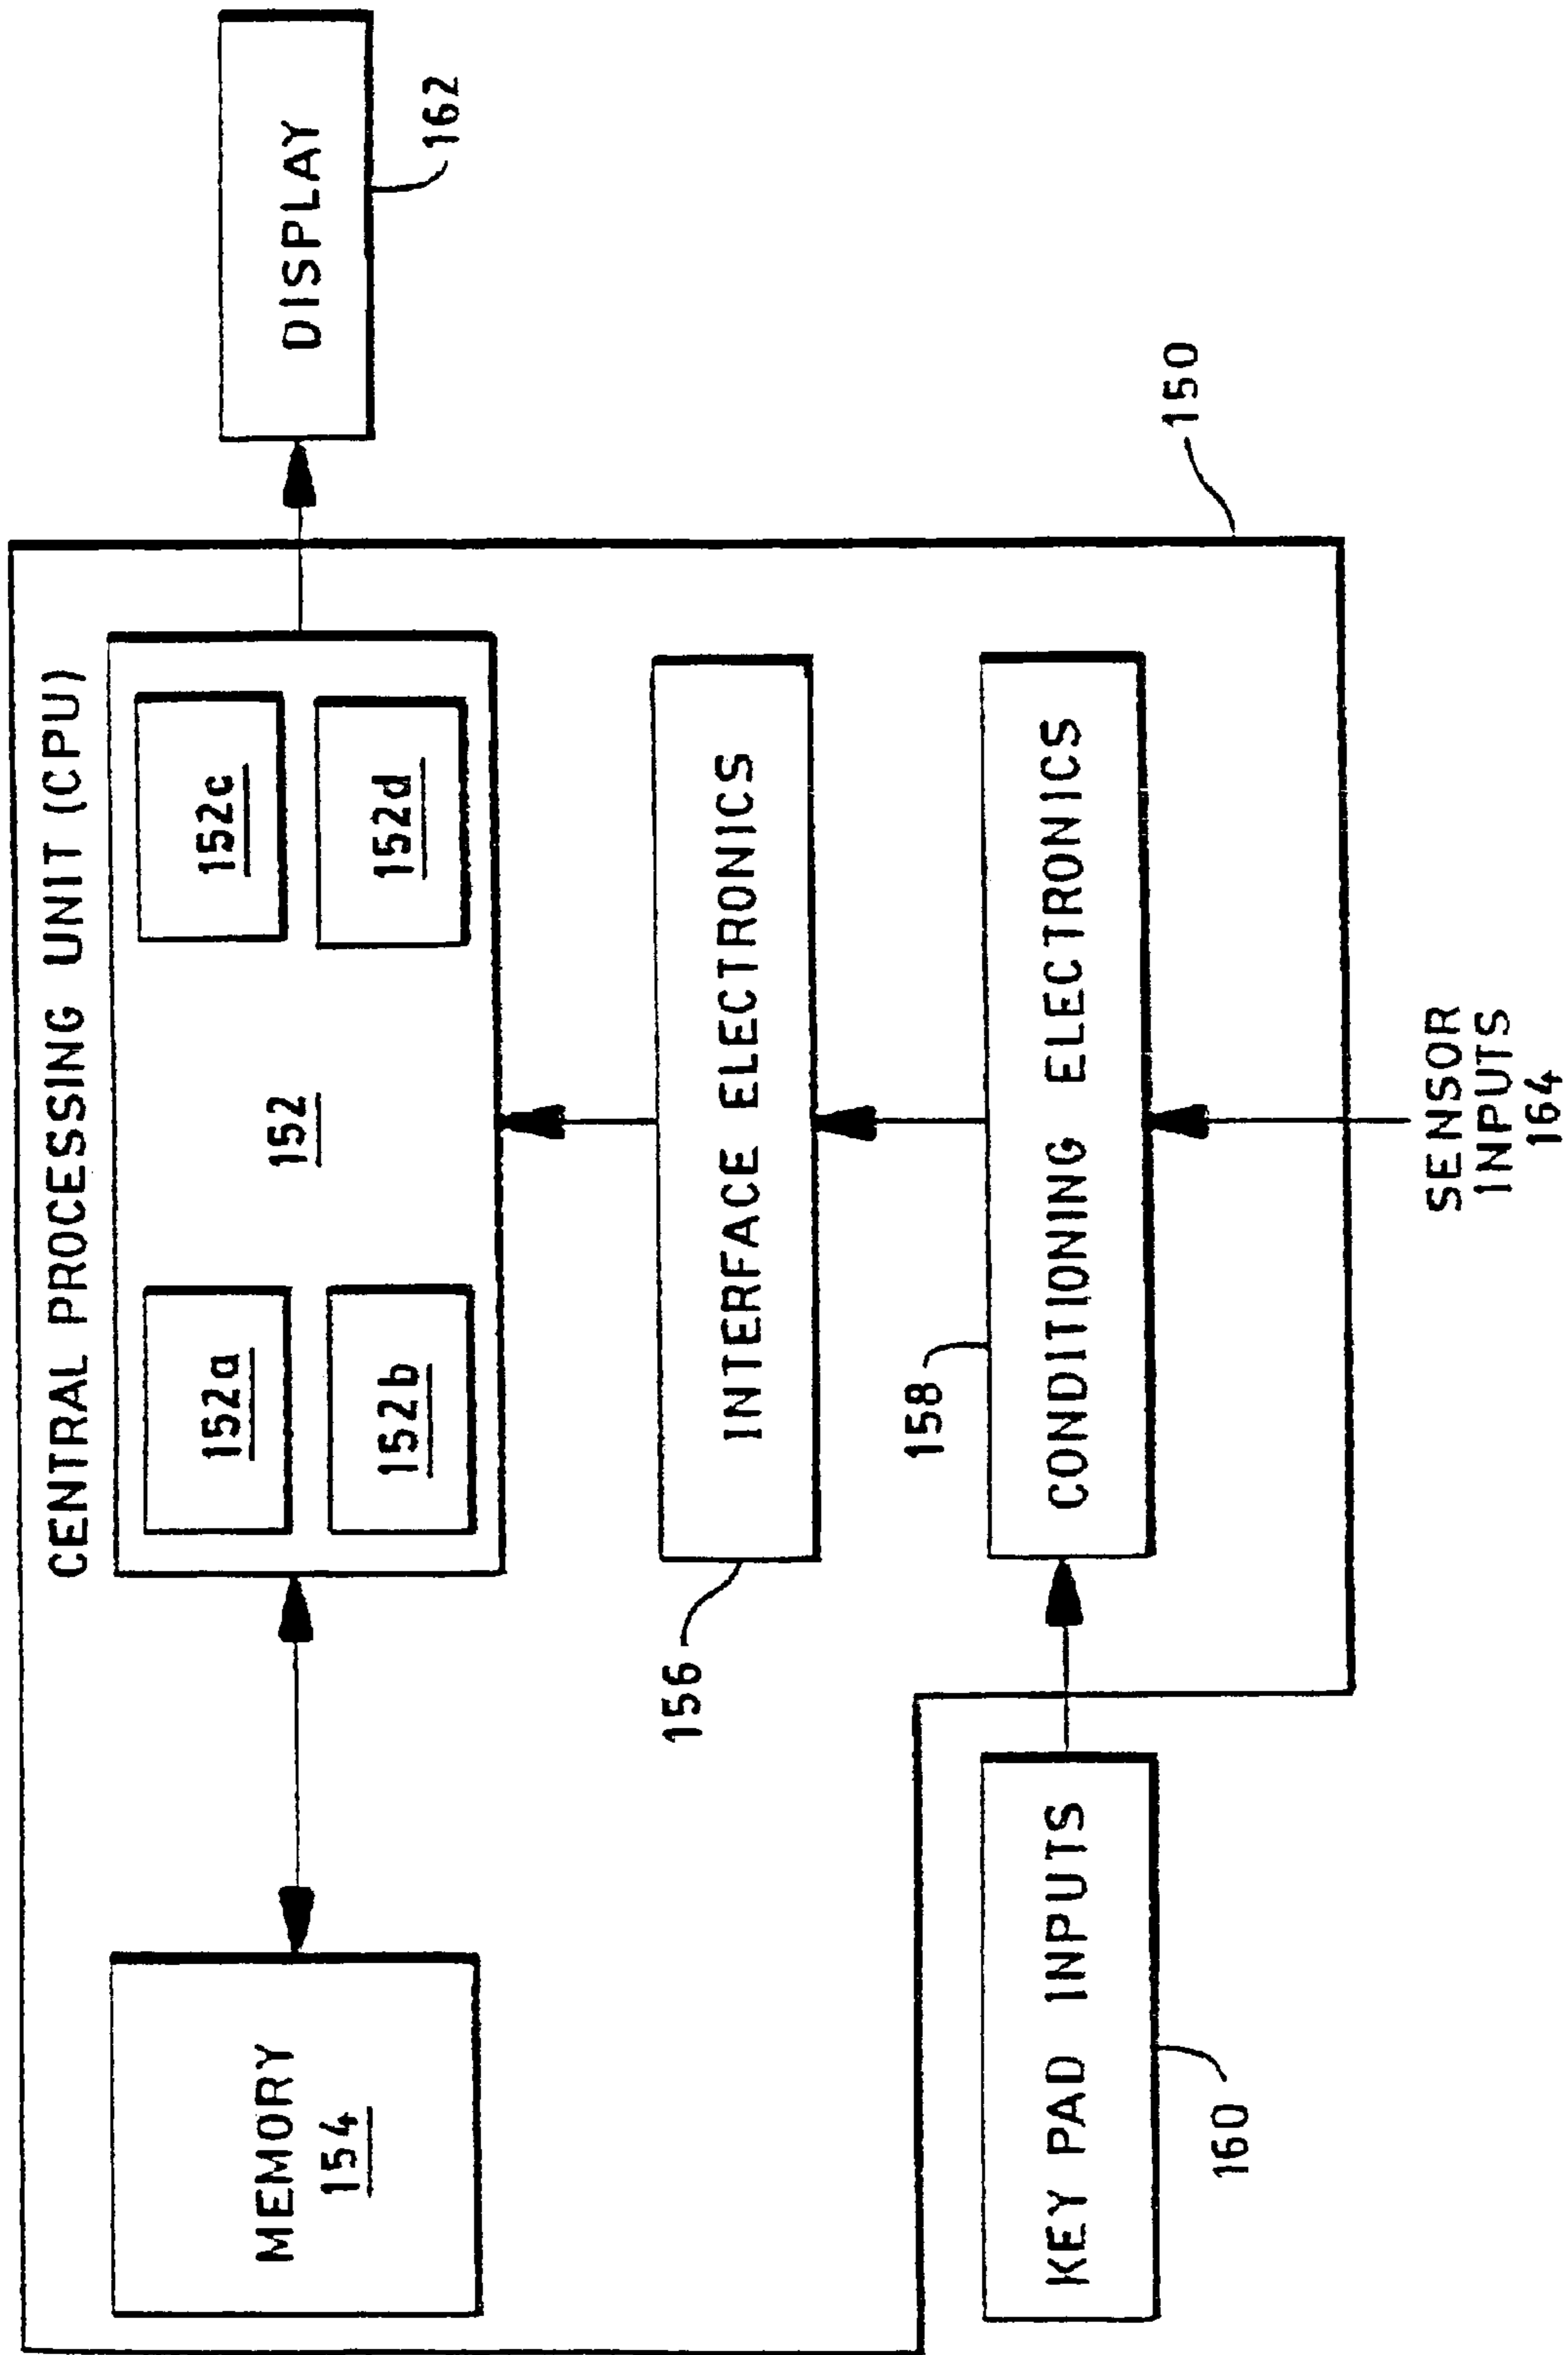 CENTRAL PROCESSING UNIT (CPU)
MEMORY
154
152a
152b
152
152c
152d
DISPLAY
162
156
INTERFACE ELECTRONICS
150
158
CONDITIONING ELECTRONICS
KEY PAD INPUTS
160
SENSOR
INPUTS
164